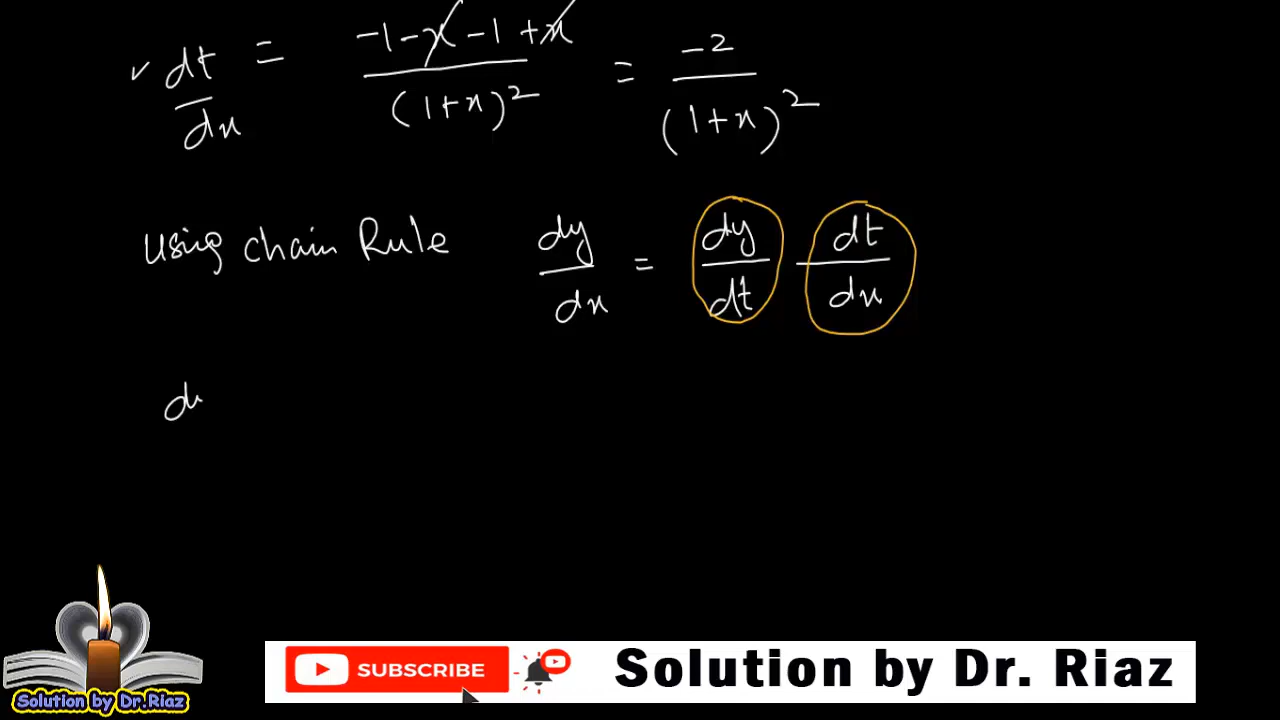 ✓ dt/dx = (-1 - x - 1 + x)/(1+x)² = -2/(1+x)²
Using chain Rule dy/dx = dy/dt dt/dx
d
SUBSCRIBE Solution by Dr. Riaz
Solution by Dr.Riaz